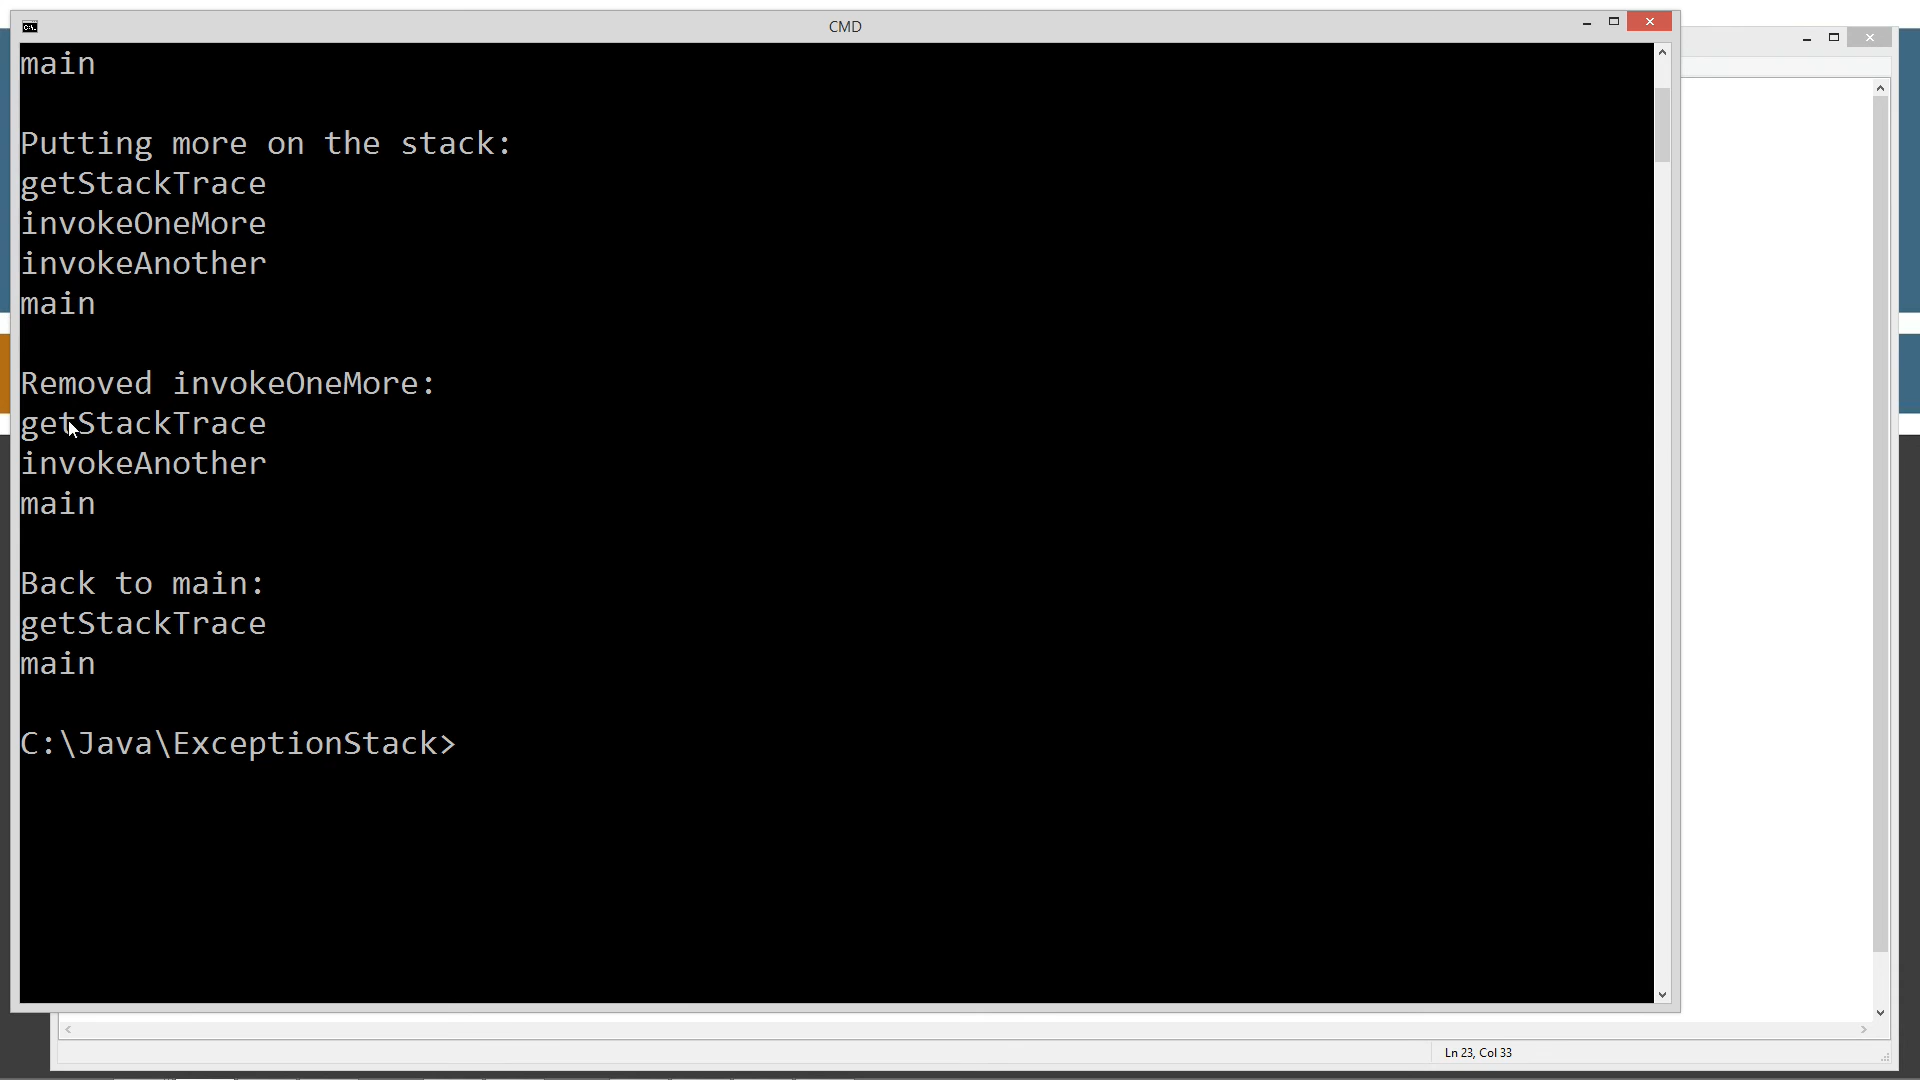 CMD
main
Putting more on the stack:
getStackTrace
invokeOneMore
invokeAnother
main
Removed invokeOneMore:
getStackTrace
invokeAnother
main
Back to main:
getStackTrace
main
C:\Java\ExceptionStack>
Ln 23, Col 33